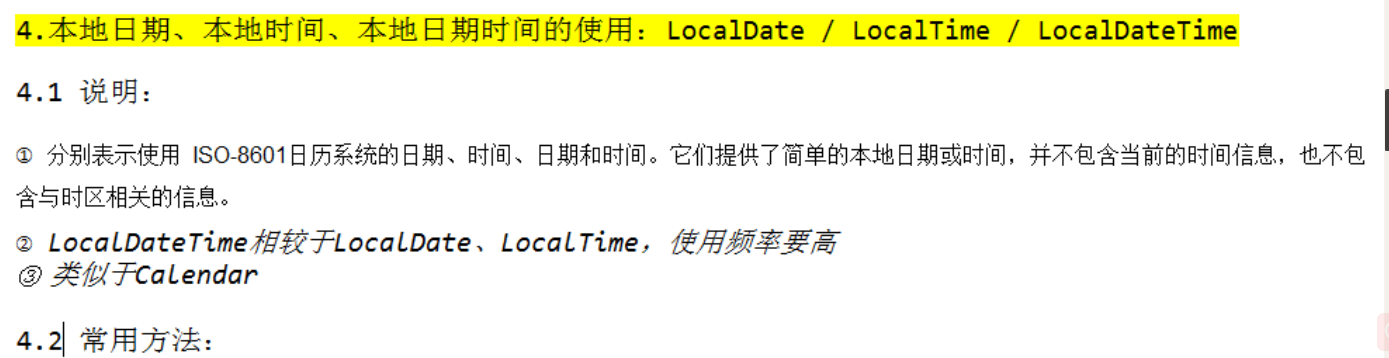 4.本地日期、本地时间、本地日期时间的使用：LocalDate / LocalTime / LocalDateTime
4.1 说明：
① 分别表示使用 ISO-8601日历系统的日期、时间、日期和时间。它们提供了简单的本地日期或时间，并不包含当前的时间信息，也不包
含与时区相关的信息。
② LocalDateTime相较于LocalDate、LocalTime，使用频率要高
③ 类似于Calendar
4.2 常用方法：